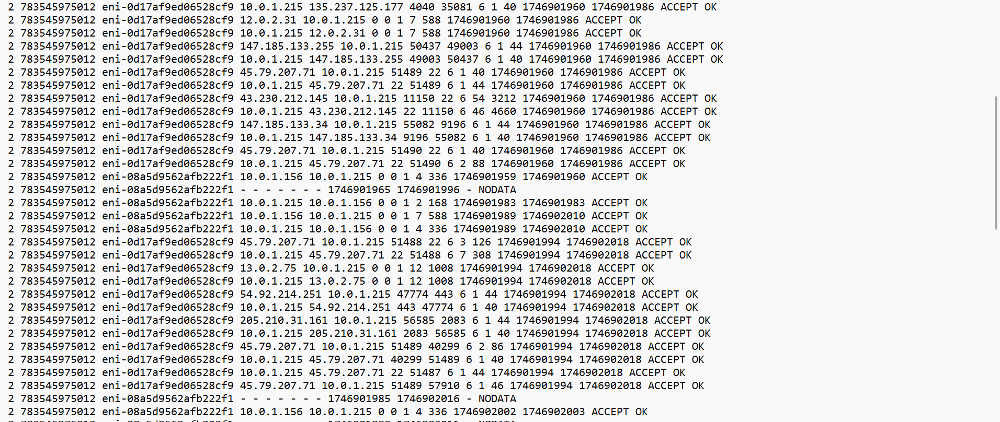 2 783545975012 eni-0d17af9ed06528cf9 10.0.1.215 135.237.125.177 4040 35081 6 1 40 1746901960 1746901986 ACCEPT OK
2 783545975012 eni-0d17af9ed06528cf9 12.0.2.31 10.0.1.215 0 0 1 7 588 1746901960 1746901986 ACCEPT OK
2 783545975012 eni-0d17af9ed06528cf9 10.0.1.215 12.0.2.31 0 0 1 7 588 1746901960 1746901986 ACCEPT OK
2 783545975012 eni-0d17af9ed06528cf9 147.185.133.255 10.0.1.215 50437 49003 6 1 44 1746901960 1746901986 ACCEPT OK
2 783545975012 eni-0d17af9ed06528cf9 10.0.1.215 147.185.133.255 49003 50437 6 1 40 1746901960 1746901986 ACCEPT OK
2 783545975012 eni-0d17af9ed06528cf9 45.79.207.71 10.0.1.215 51489 22 6 1 40 1746901960 1746901986 ACCEPT OK
2 783545975012 eni-0d17af9ed06528cf9 10.0.1.215 45.79.207.71 22 51489 6 1 44 1746901960 1746901986 ACCEPT OK
2 783545975012 eni-0d17af9ed06528cf9 43.230.212.145 10.0.1.215 11150 22 6 54 3212 1746901960 1746901986 ACCEPT OK
2 783545975012 eni-0d17af9ed06528cf9 10.0.1.215 43.230.212.145 22 11150 6 46 4660 1746901960 1746901986 ACCEPT OK
2 783545975012 eni-0d17af9ed06528cf9 147.185.133.34 10.0.1.215 55082 9196 6 1 44 1746901960 1746901986 ACCEPT OK
2 783545975012 eni-0d17af9ed06528cf9 10.0.1.215 147.185.133.34 9196 55082 6 1 40 1746901960 1746901986 ACCEPT OK
2 783545975012 eni-0d17af9ed06528cf9 45.79.207.71 10.0.1.215 51490 22 6 1 40 1746901960 1746901986 ACCEPT OK
2 783545975012 eni-0d17af9ed06528cf9 10.0.1.215 45.79.207.71 22 51490 6 2 88 1746901960 1746901986 ACCEPT OK
2 783545975012 eni-08a5d9562afb222f1 10.0.1.156 10.0.1.215 0 0 1 4 336 1746901959 1746901960 ACCEPT OK
2 783545975012 eni-08a5d9562afb222f1 - - - - - - - 1746901965 1746901996 - NODATA
2 783545975012 eni-08a5d9562afb222f1 10.0.1.215 10.0.1.156 0 0 1 2 168 1746901983 1746901983 ACCEPT OK
2 783545975012 eni-08a5d9562afb222f1 10.0.1.156 10.0.1.215 0 0 1 7 588 1746901989 1746902010 ACCEPT OK
2 783545975012 eni-08a5d9562afb222f1 10.0.1.215 10.0.1.156 0 0 1 4 336 1746901989 1746902010 ACCEPT OK
2 783545975012 eni-0d17af9ed06528cf9 45.79.207.71 10.0.1.215 51488 22 6 3 126 1746901994 1746902018 ACCEPT OK
2 783545975012 eni-0d17af9ed06528cf9 10.0.1.215 45.79.207.71 22 51488 6 7 308 1746901994 1746902018 ACCEPT OK
2 783545975012 eni-0d17af9ed06528cf9 13.0.2.75 10.0.1.215 0 0 1 12 1008 1746901994 1746902018 ACCEPT OK
2 783545975012 eni-0d17af9ed06528cf9 10.0.1.215 13.0.2.75 0 0 1 12 1008 1746901994 1746902018 ACCEPT OK
2 783545975012 eni-0d17af9ed06528cf9 54.92.214.251 10.0.1.215 47774 443 6 1 44 1746901994 1746902018 ACCEPT OK
2 783545975012 eni-0d17af9ed06528cf9 10.0.1.215 54.92.214.251 443 47774 6 1 40 1746901994 1746902018 ACCEPT OK
2 783545975012 eni-0d17af9ed06528cf9 205.210.31.161 10.0.1.215 56585 2083 6 1 44 1746901994 1746902018 ACCEPT OK
2 783545975012 eni-0d17af9ed06528cf9 10.0.1.215 205.210.31.161 2083 56585 6 1 40 1746901994 1746902018 ACCEPT OK
2 783545975012 eni-0d17af9ed06528cf9 45.79.207.71 10.0.1.215 51489 40299 6 2 86 1746901994 1746902018 ACCEPT OK
2 783545975012 eni-0d17af9ed06528cf9 10.0.1.215 45.79.207.71 40299 51489 6 1 40 1746901994 1746902018 ACCEPT OK
2 783545975012 eni-0d17af9ed06528cf9 10.0.1.215 45.79.207.71 22 51487 6 1 44 1746901994 1746902018 ACCEPT OK
2 783545975012 eni-0d17af9ed06528cf9 45.79.207.71 10.0.1.215 51489 57910 6 1 46 1746901994 1746902018 ACCEPT OK
2 783545975012 eni-08a5d9562afb222f1 - - - - - - - 1746901985 1746902016 - NODATA
2 783545975012 eni-08a5d9562afb222f1 10.0.1.156 10.0.1.215 0 0 1 4 336 1746902002 1746902003 ACCEPT OK